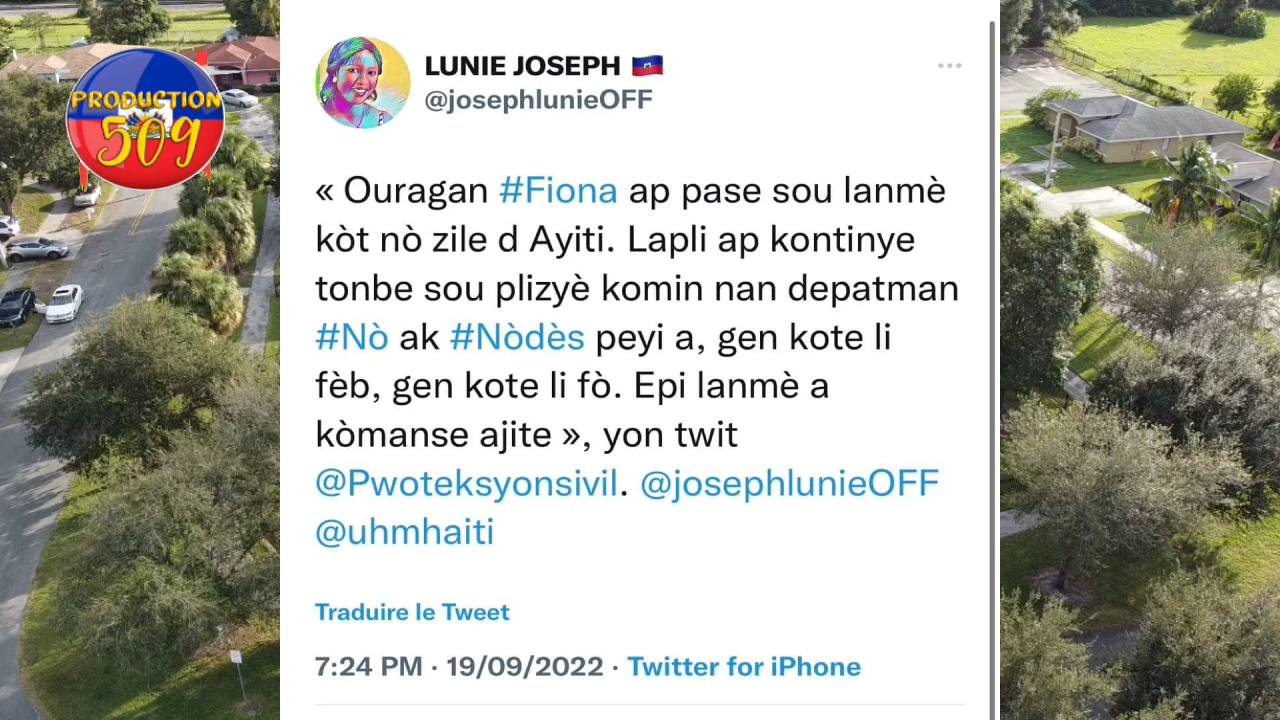 PRODUCTION
509
LUNIE JOSEPH 🇭🇹
@josephlunieOFF
« Ouragan #Fiona ap pase sou lanmè
kòt nò zile d Ayiti. Lapli ap kontinye
tonbe sou plizyè komin nan depatman
#Nò ak #Nòdès peyi a, gen kote li
fèb, gen kote li fò. Epi lanmè a
kòmanse ajite », yon twit
@Pwoteksyonsivil. @josephlunieOFF
@uhmhaiti
Traduire le Tweet
7:24 PM · 19/09/2022 · Twitter for iPhone